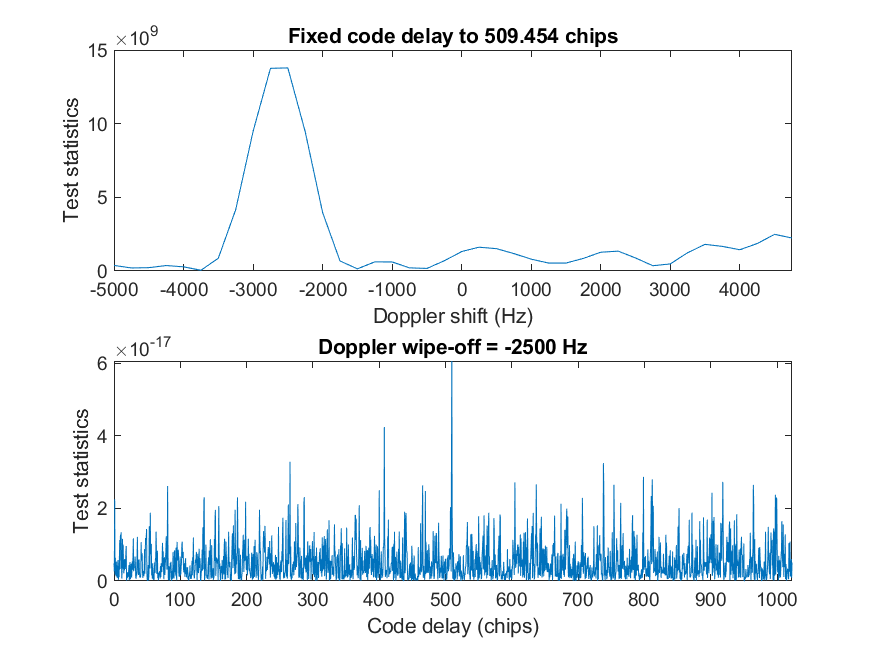 Fixed code delay to 509.454 chips
×10^9
15
10
5
0
Test statistics
-5000 -4000 -3000 -2000 -1000 0 1000 2000 3000 4000
Doppler shift (Hz)
Doppler wipe-off = -2500 Hz
×10^-17
6
4
2
0
Test statistics
0 100 200 300 400 500 600 700 800 900 1000
Code delay (chips)